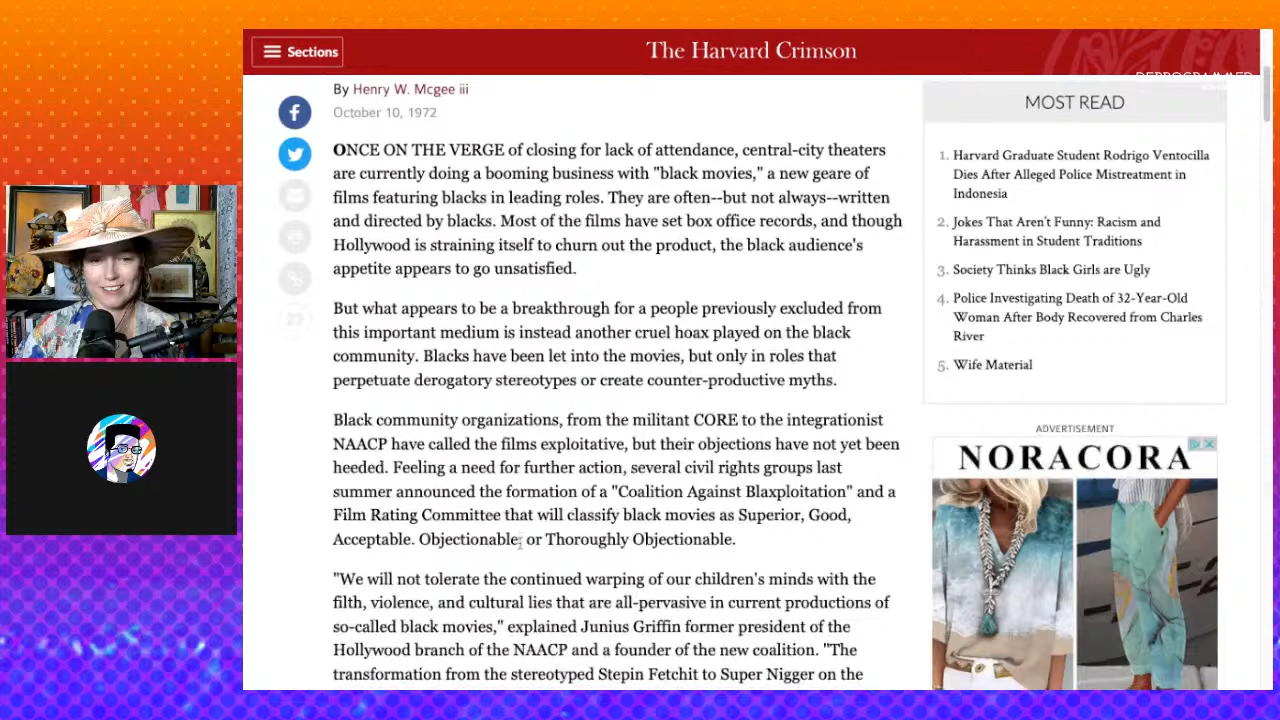 Sections
The Harvard Crimson
DEPROGRAMMED
By Henry W. Mcgee iii
October 10, 1972
ONCE ON THE VERGE of closing for lack of attendance, central-city theaters
are currently doing a booming business with "black movies," a new geare of
films featuring blacks in leading roles. They are often--but not always--written
and directed by blacks. Most of the films have set box office records, and though
Hollywood is straining itself to churn out the product, the black audience's
appetite appears to go unsatisfied.
But what appears to be a breakthrough for a people previously excluded from
this important medium is instead another cruel hoax played on the black
community. Blacks have been let into the movies, but only in roles that
perpetuate derogatory stereotypes or create counter-productive myths.
Black community organizations, from the militant CORE to the integrationist
NAACP have called the films exploitative, but their objections have not yet been
heeded. Feeling a need for further action, several civil rights groups last
summer announced the formation of a "Coalition Against Blaxploitation" and a
Film Rating Committee that will classify black movies as Superior, Good,
Acceptable. Objectionable, or Thoroughly Objectionable.
"We will not tolerate the continued warping of our children's minds with the
filth, violence, and cultural lies that are all-pervasive in current productions of
so-called black movies," explained Junius Griffin former president of the
Hollywood branch of the NAACP and a founder of the new coalition. "The
transformation from the stereotyped Stepin Fetchit to Super Nigger on the
MOST READ
1. Harvard Graduate Student Rodrigo Ventocilla
Dies After Alleged Police Mistreatment in
Indonesia
2. Jokes That Aren't Funny: Racism and
Harassment in Student Traditions
3. Society Thinks Black Girls are Ugly
4. Police Investigating Death of 32-Year-Old
Woman After Body Recovered from Charles
River
5. Wife Material
ADVERTISEMENT
NORACORA